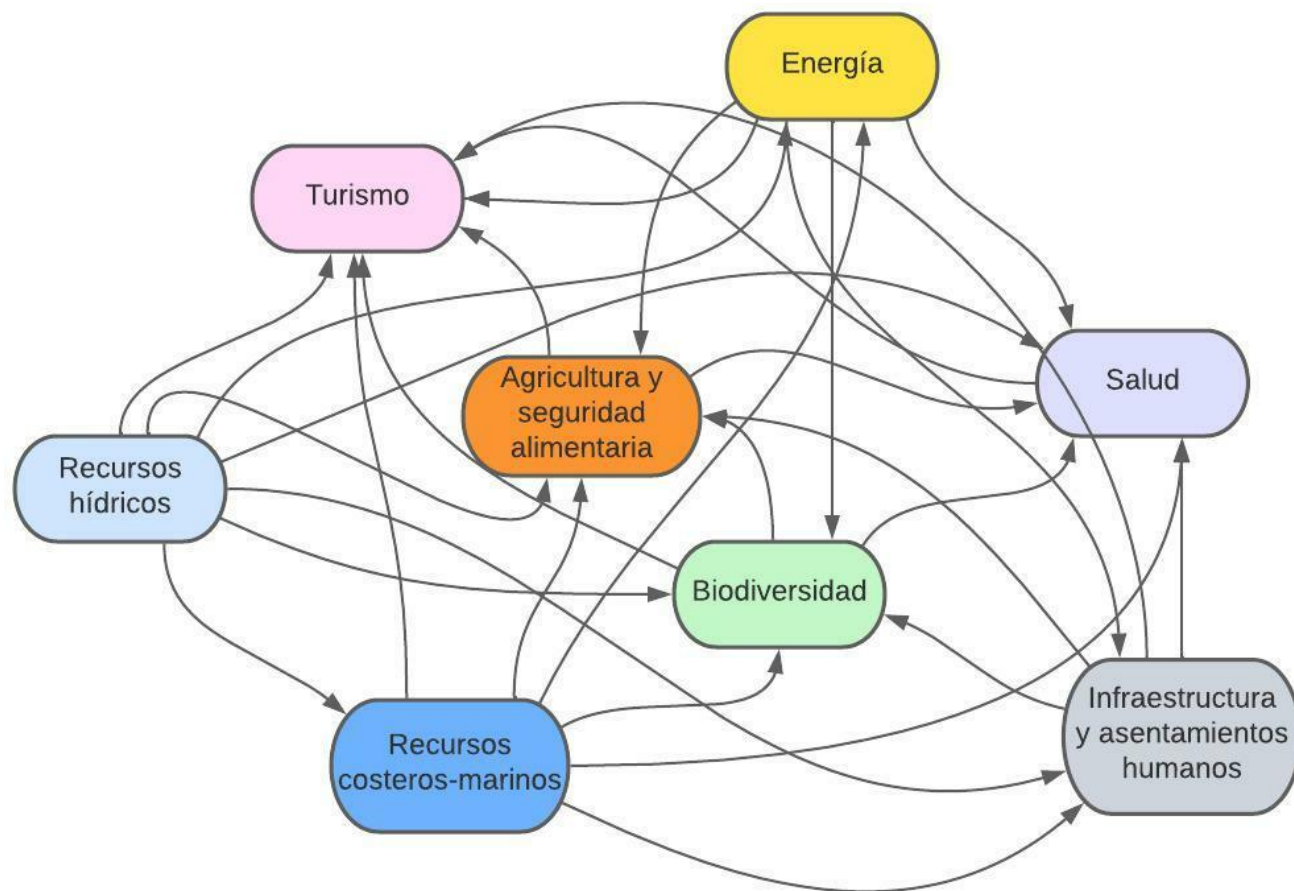 Energía
Turismo
Agricultura y
seguridad
alimentaria
Salud
Recursos
hídricos
Biodiversidad
Recursos
costeros-marinos
Infraestructura
y asentamientos
humanos